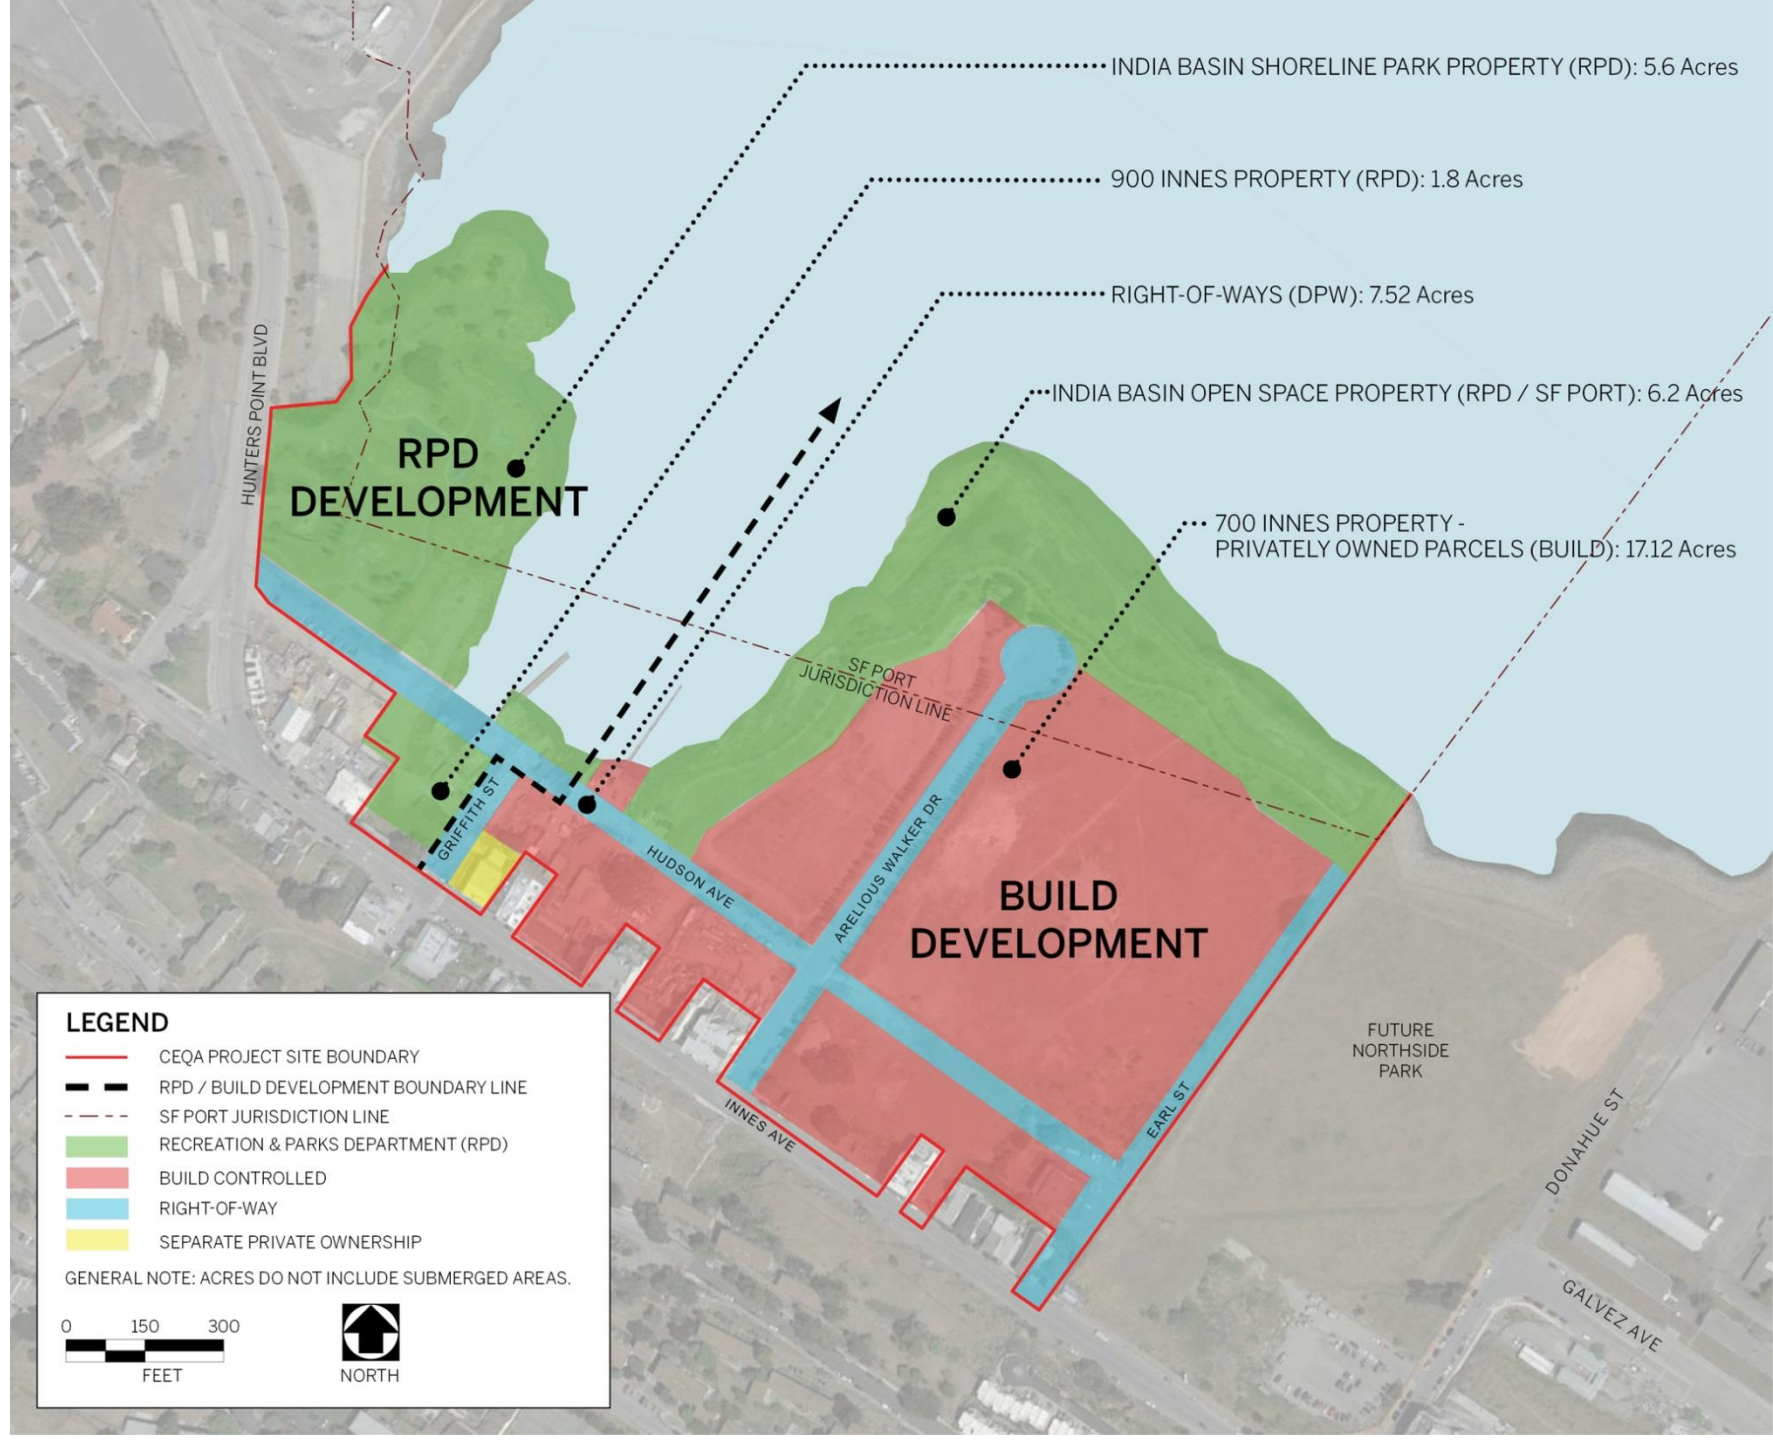 INDIA BASIN SHORELINE PARK PROPERTY (RPD): 5.6 Acres
900 INNES PROPERTY (RPD): 1.8 Acres
RIGHT-OF-WAYS (DPW): 7.52 Acres
INDIA BASIN OPEN SPACE PROPERTY (RPD / SF PORT): 6.2 Acres
700 INNES PROPERTY -
PRIVATELY OWNED PARCELS (BUILD): 17.12 Acres
HUNTERS POINT BLVD
RPD
DEVELOPMENT
SF PORT
JURISDICTION LINE
GRIFFITH ST
HUDSON AVE
ARELIOUS WALKER DR
BUILD
DEVELOPMENT
INNES AVE
EARL ST
FUTURE
NORTHSIDE
PARK
DONAHUE ST
GALVEZ AVE
LEGEND
CEQA PROJECT SITE BOUNDARY
RPD / BUILD DEVELOPMENT BOUNDARY LINE
SF PORT JURISDICTION LINE
RECREATION & PARKS DEPARTMENT (RPD)
BUILD CONTROLLED
RIGHT-OF-WAY
SEPARATE PRIVATE OWNERSHIP
GENERAL NOTE: ACRES DO NOT INCLUDE SUBMERGED AREAS.
0 150 300
FEET
NORTH